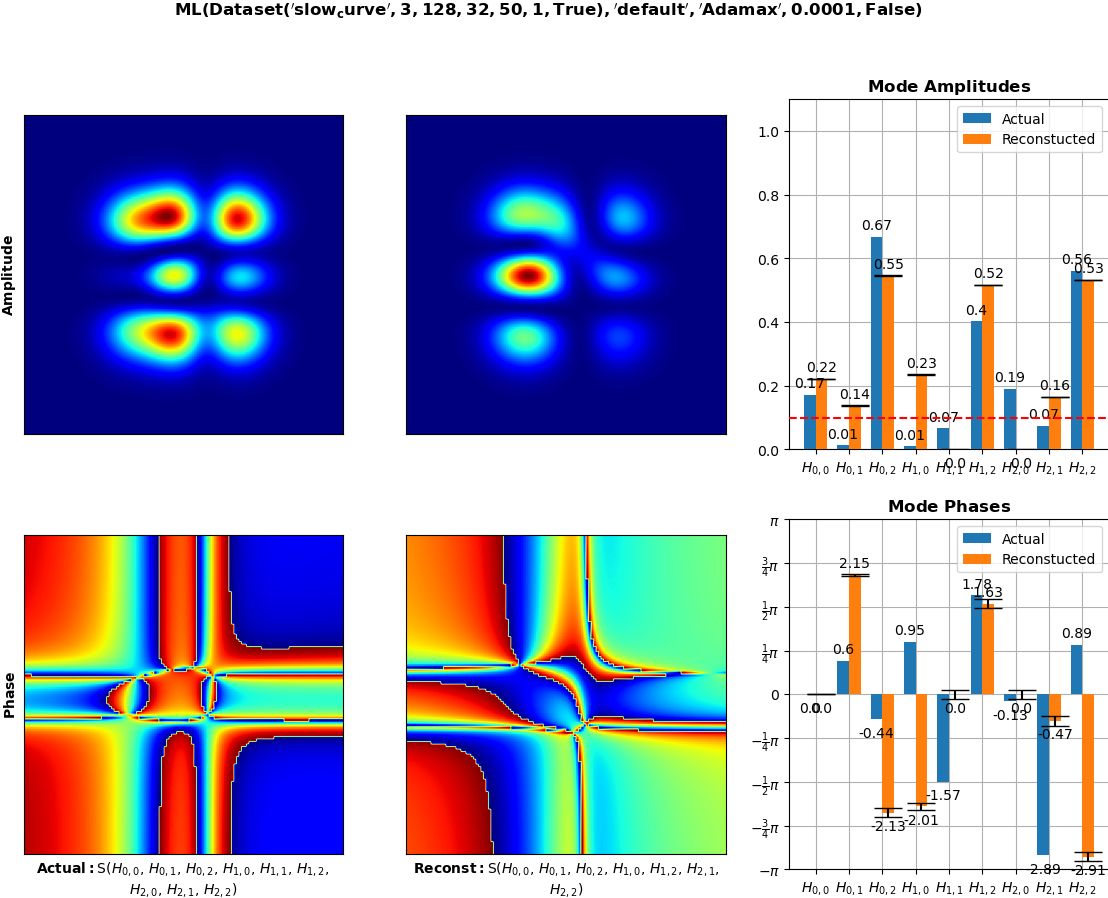 ML(Dataset('slow_curve', 3, 128, 32, 50, 1, True), 'default', 'Adamax', 0.0001, False)
Amplitude
Mode Amplitudes
Actual
Reconstucted
1.0
0.8
0.6
0.4
0.2
0.0
0.17
0.22
0.01
0.14
0.67
0.55
0.01
0.23
0.07
0.0
0.4
0.52
0.19
0.0
0.07
0.16
0.56
0.53
H0,0 H0,1 H0,2 H1,0 H1,1 H1,2 H2,0 H2,1 H2,2
Phase
Mode Phases
Actual
Reconstucted
π
3/4π
1/2π
1/4π
0
−1/4π
−1/2π
−3/4π
−π
0.0
0.0
0.6
2.15
-0.44
-2.13
0.95
-2.01
-1.57
0.0
1.78
1.63
-0.13
0.0
-2.89
-0.47
0.89
-2.91
H0,0 H0,1 H0,2 H1,0 H1,1 H1,2 H2,0 H2,1 H2,2
Actual: S(H0,0, H0,1, H0,2, H1,0, H1,1, H1,2,
H2,0, H2,1, H2,2)
Reconst: S(H0,0, H0,1, H0,2, H1,0, H1,2, H2,1,
H2,2)